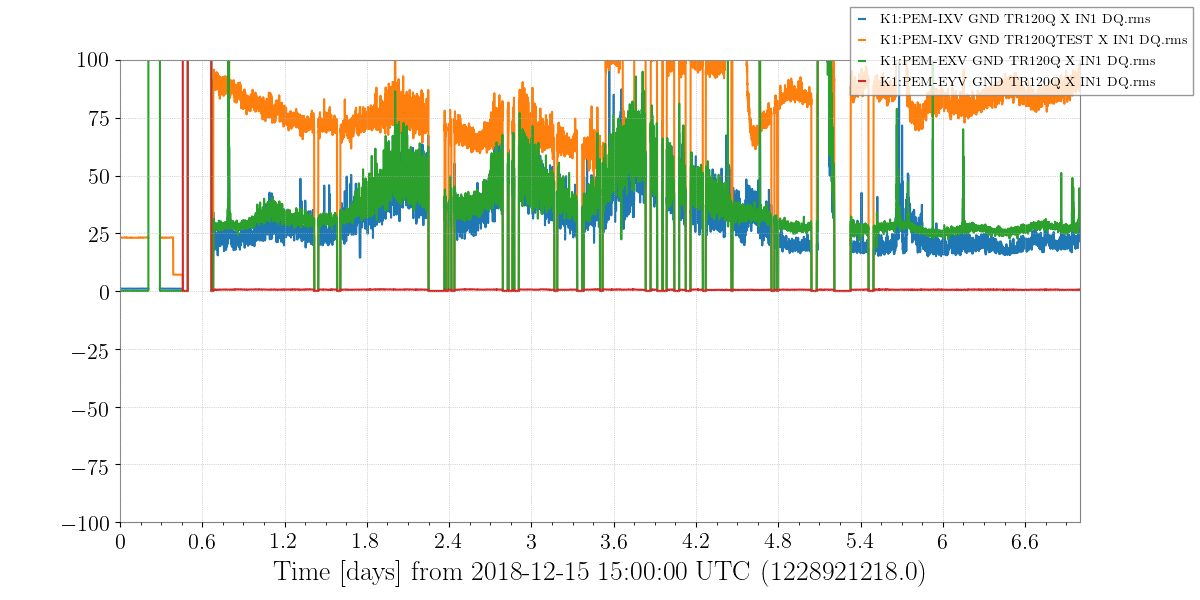 K1:PEM-IXV GND TR120Q X IN1 DQ.rms
K1:PEM-IXV GND TR120QTEST X IN1 DQ.rms
K1:PEM-EXV GND TR120Q X IN1 DQ.rms
K1:PEM-EYV GND TR120Q X IN1 DQ.rms
100
75
50
25
0
−25
−50
−75
−100
0 0.6 1.2 1.8 2.4 3 3.6 4.2 4.8 5.4 6 6.6
Time [days] from 2018-12-15 15:00:00 UTC (1228921218.0)